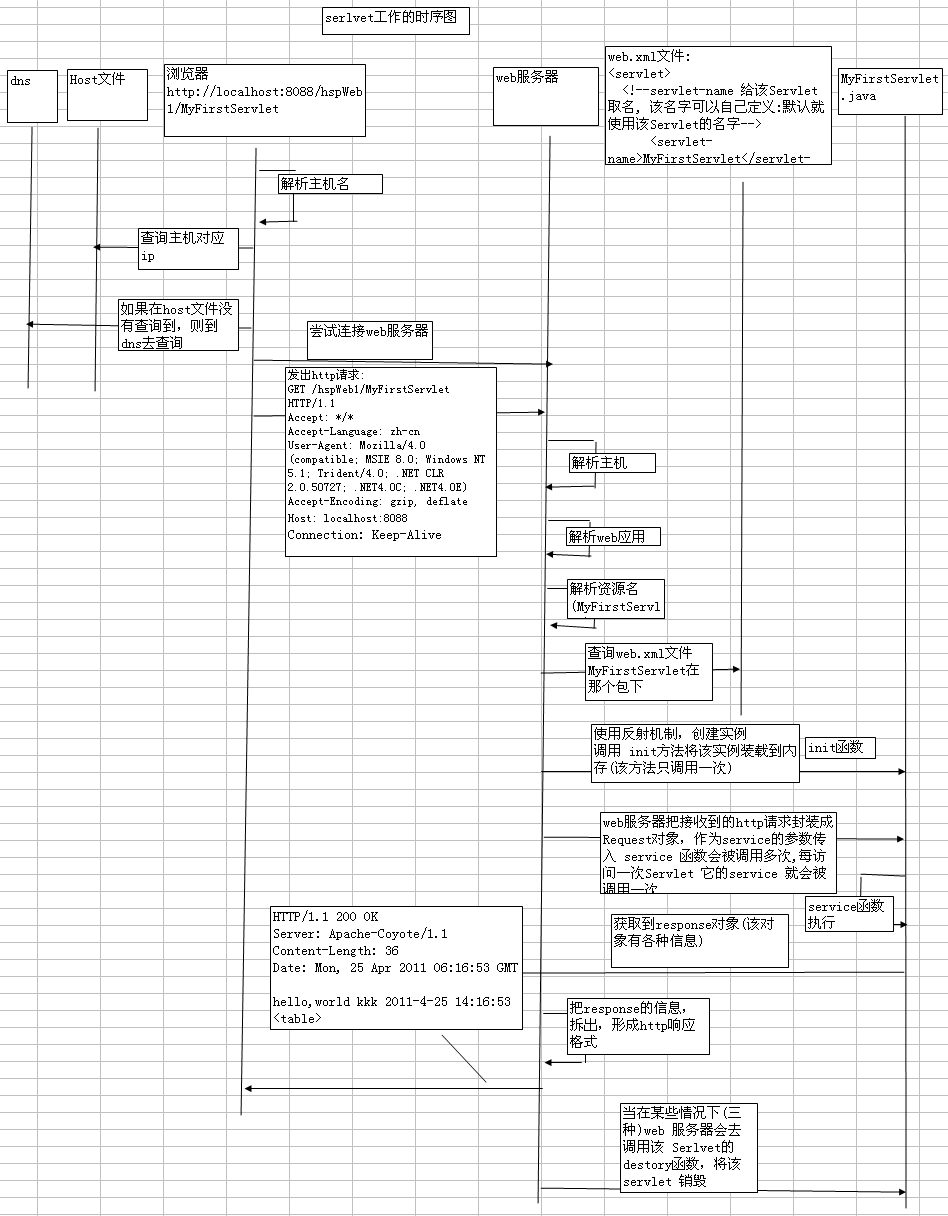 serlvet工作的时序图
dns
Host文件
浏览器
http://localhost:8088/hspWeb
1/MyFirstServlet
web服务器
web.xml文件:
<servlet>
<!--servlet-name 给该Servlet
取名, 该名字可以自己定义:默认就
使用该Servlet的名字-->
<servlet-
name>MyFirstServlet</servlet-
MyFirstServlet
.java
解析主机名
查询主机对应
ip
如果在host文件没
有查询到, 则到
dns去查询
尝试连接web服务器
发出http请求:
GET /hspWeb1/MyFirstServlet
HTTP/1.1
Accept: */*
Accept-Language: zh-cn
User-Agent: Mozilla/4.0
(compatible; MSIE 8.0; Windows NT
5.1; Trident/4.0; .NET CLR
2.0.50727; .NET4.0C; .NET4.0E)
Accept-Encoding: gzip, deflate
Host: localhost:8088
Connection: Keep-Alive
解析主机
解析web应用
解析资源名
(MyFirstServl
查询web.xml文件
MyFirstServlet在
那个包下
使用反射机制, 创建实例
调用 init方法将该实例装载到内
存(该方法只调用一次)
init函数
web服务器把接收到的http请求封装成
Request对象, 作为service的参数传
入 service 函数会被调用多次,每访
问一次Servlet 它的service 就会被
调用一次
service函数
执行
HTTP/1.1 200 OK
Server: Apache-Coyote/1.1
Content-Length: 36
Date: Mon, 25 Apr 2011 06:16:53 GMT
hello,world kkk 2011-4-25 14:16:53
<table>
获取到response对象(该对
象有各种信息)
把response的信息,
拆出, 形成http响应
格式
当在某些情况下(三
种)web 服务器会去
调用该 Serlvet的
destory函数, 将该
servlet 销毁